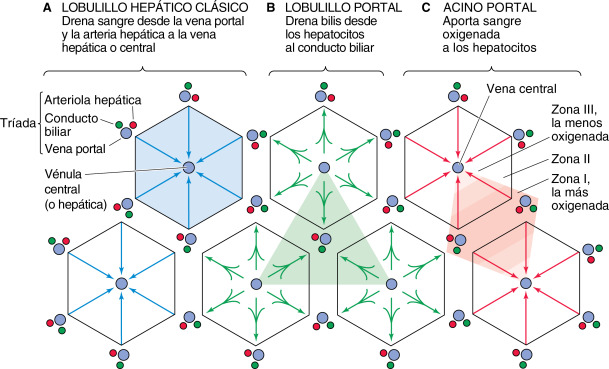 A LOBULILLO HEPÁTICO CLÁSICO
Drena sangre desde la vena portal
y la arteria hepática a la vena
hepática o central
B LOBULILLO PORTAL
Drena bilis desde
los hepatocitos
al conducto biliar
C ACINO PORTAL
Aporta sangre
oxigenada
a los hepatocitos
Tríada
Arteriola hepática
Conducto
biliar
Vena portal
Vénula
central
(o hepática)
Vena central
Zona III,
la menos
oxigenada
Zona II
Zona I,
la más
oxigenada